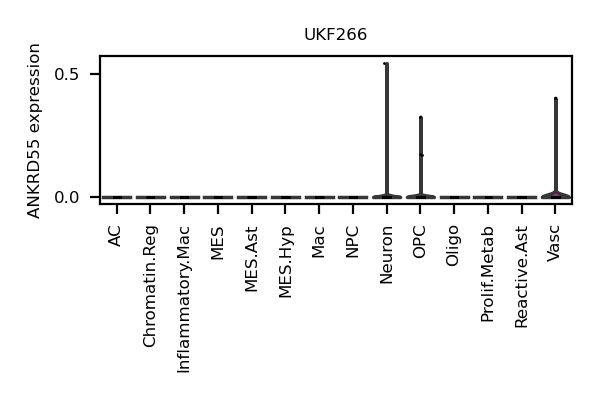 UKF266
ANKRD55 expression
0.5
0.0
AC
Chromatin.Reg
Inflammatory.Mac
MES
MES.Ast
MES.Hyp
Mac
NPC
Neuron
OPC
Oligo
Prolif.Metab
Reactive.Ast
Vasc